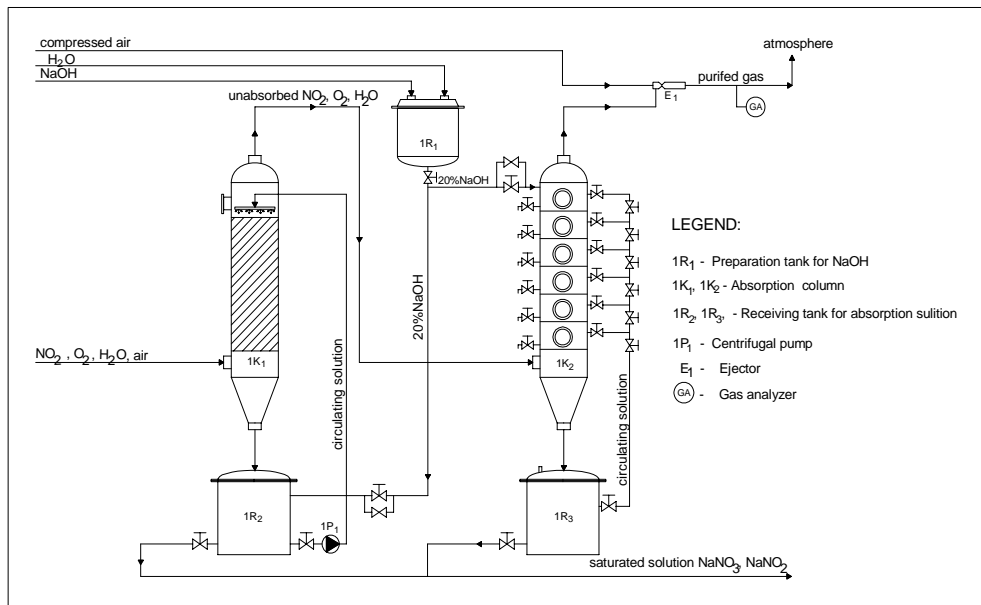 compressed air
H2O
NaOH
unabsorbed NO2, O2, H2O
atmosphere
purifed gas
E1
GA
1R1
20%NaOH
20%NaOH
NO2 , O2, H2O, air
1K1
circulating solution
1K2
circulating solution
1R2
1P1
1R3
saturated solution NaNO3, NaNO2
LEGEND:
1R1 - Preparation tank for NaOH
1K1, 1K2 - Absorption column
1R2, 1R3, - Receiving tank for absorption sulition
1P1 - Centrifugal pump
E1 - Ejector
GA - Gas analyzer